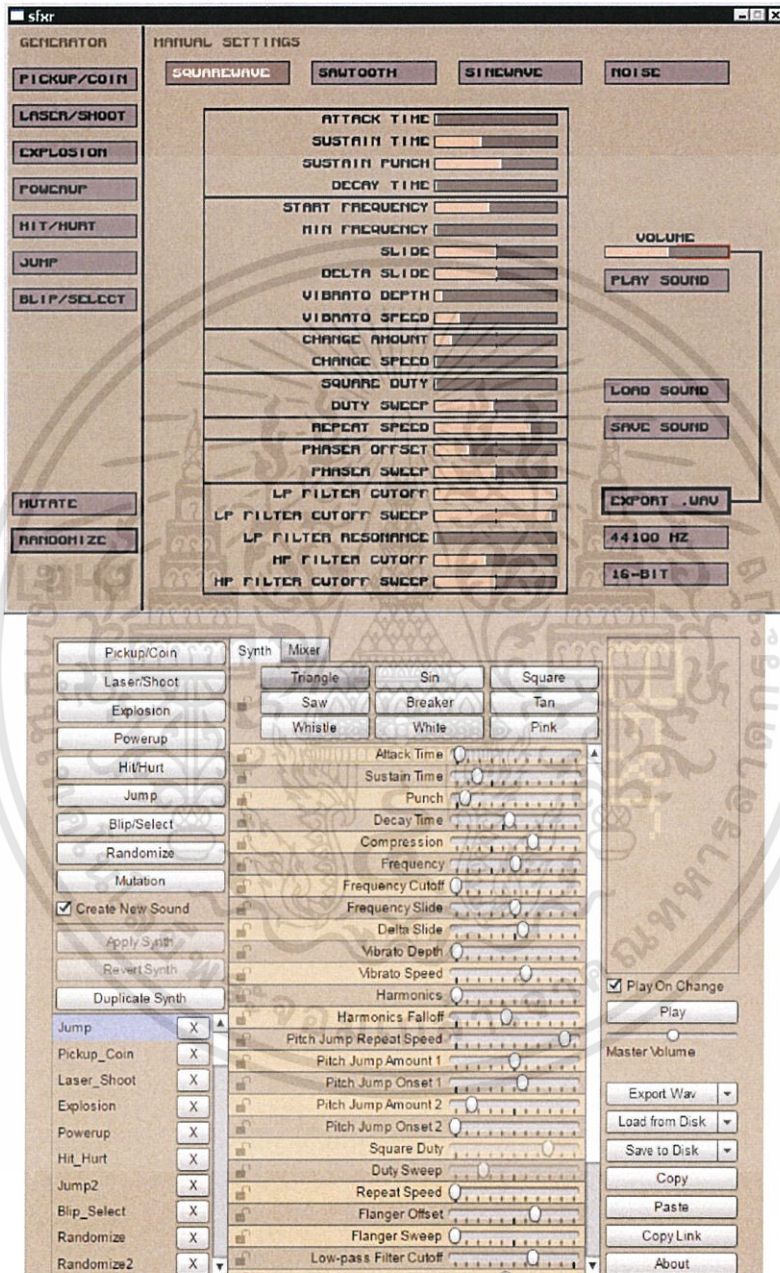 sfxr
GENERATOR
MANUAL SETTINGS
PICKUP/COIN
LASER/SHOOT
EXPLOSION
POWERUP
HIT/HURT
JUMP
BLIP/SELECT
MUTATE
RANDOMIZE
SQUAREWAVE
SAWTOOTH
SINEWAVE
NOISE
ATTACK TIME
SUSTAIN TIME
SUSTAIN PUNCH
DECAY TIME
START FREQUENCY
MIN FREQUENCY
SLIDE
DELTA SLIDE
VIBRATO DEPTH
VIBRATO SPEED
CHANGE AMOUNT
CHANGE SPEED
SQUARE DUTY
DUTY SWEEP
REPEAT SPEED
PHASER OFFSET
PHASER SWEEP
LP FILTER CUTOFF
LP FILTER CUTOFF SWEEP
LP FILTER RESONANCE
HP FILTER CUTOFF
HP FILTER CUTOFF SWEEP
VOLUME
PLAY SOUND
LOAD SOUND
SAVE SOUND
EXPORT .WAV
44100 HZ
16-BIT
Pickup/Coin
Laser/Shoot
Explosion
Powerup
Hit/Hurt
Jump
Blip/Select
Randomize
Mutation
Create New Sound
Apply Synth
Revert Synth
Duplicate Synth
Jump X
Pickup_Coin X
Laser_Shoot X
Explosion X
Powerup X
Hit_Hurt X
Jump2 X
Blip_Select X
Randomize X
Randomize2 X
Synth Mixer
Triangle Sin Square
Saw Breaker Tan
Whistle White Pink
Attack Time
Sustain Time
Punch
Decay Time
Compression
Frequency
Frequency Cutoff
Frequency Slide
Delta Slide
Vibrato Depth
Vibrato Speed
Harmonics
Harmonics Falloff
Pitch Jump Repeat Speed
Pitch Jump Amount 1
Pitch Jump Onset 1
Pitch Jump Amount 2
Pitch Jump Onset 2
Square Duty
Duty Sweep
Repeat Speed
Flanger Offset
Flanger Sweep
Low-pass Filter Cutoff
Play On Change
Play
Master Volume
Export Wav
Load from Disk
Save to Disk
Copy
Paste
Copy Link
About